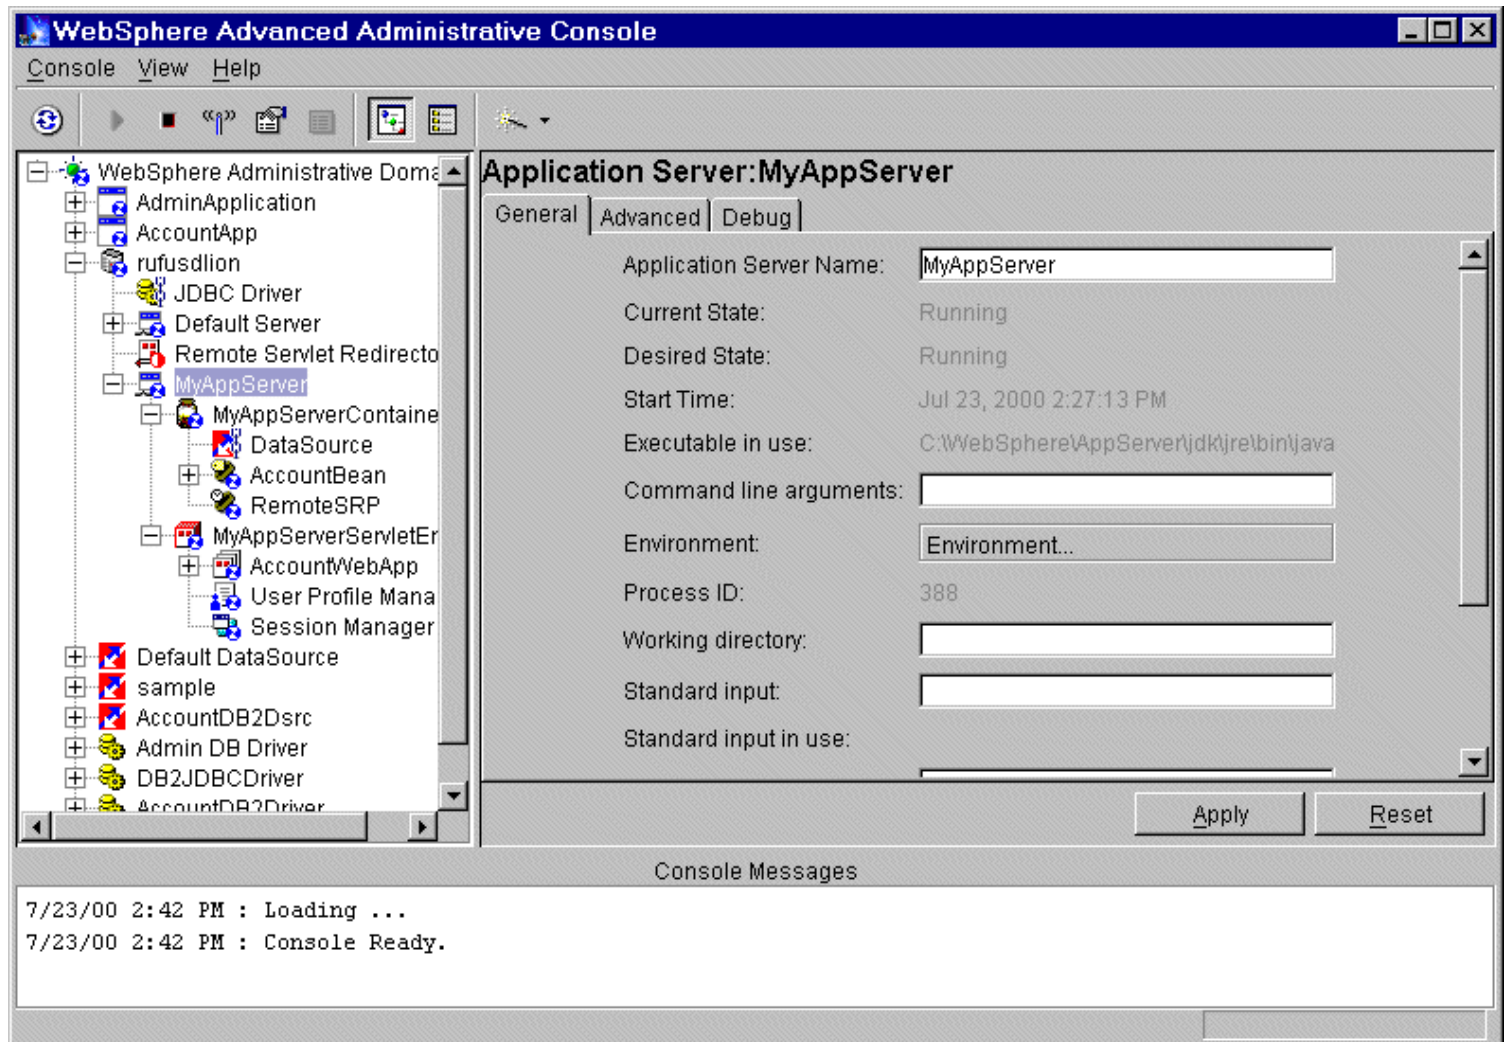 WebSphere Advanced Administrative Console
Console View Help
WebSphere Administrative Doma
AdminApplication
AccountApp
rufusdlion
JDBC Driver
Default Server
Remote Servlet Redirecto
MyAppServer
MyAppServerContaine
DataSource
AccountBean
RemoteSRP
MyAppServerServletEr
AccountWebApp
User Profile Mana
Session Manager
Default DataSource
sample
AccountDB2Dsrc
Admin DB Driver
DB2JDBCDriver
AccountDB2Driver
Application Server:MyAppServer
General Advanced Debug
Application Server Name: MyAppServer
Current State: Running
Desired State: Running
Start Time: Jul 23, 2000 2:27:13 PM
Executable in use: C:\WebSphere\AppServer\jdk\jre\bin\java
Command line arguments:
Environment: Environment...
Process ID: 388
Working directory:
Standard input:
Standard input in use:
Apply Reset
Console Messages
7/23/00 2:42 PM : Loading ...
7/23/00 2:42 PM : Console Ready.